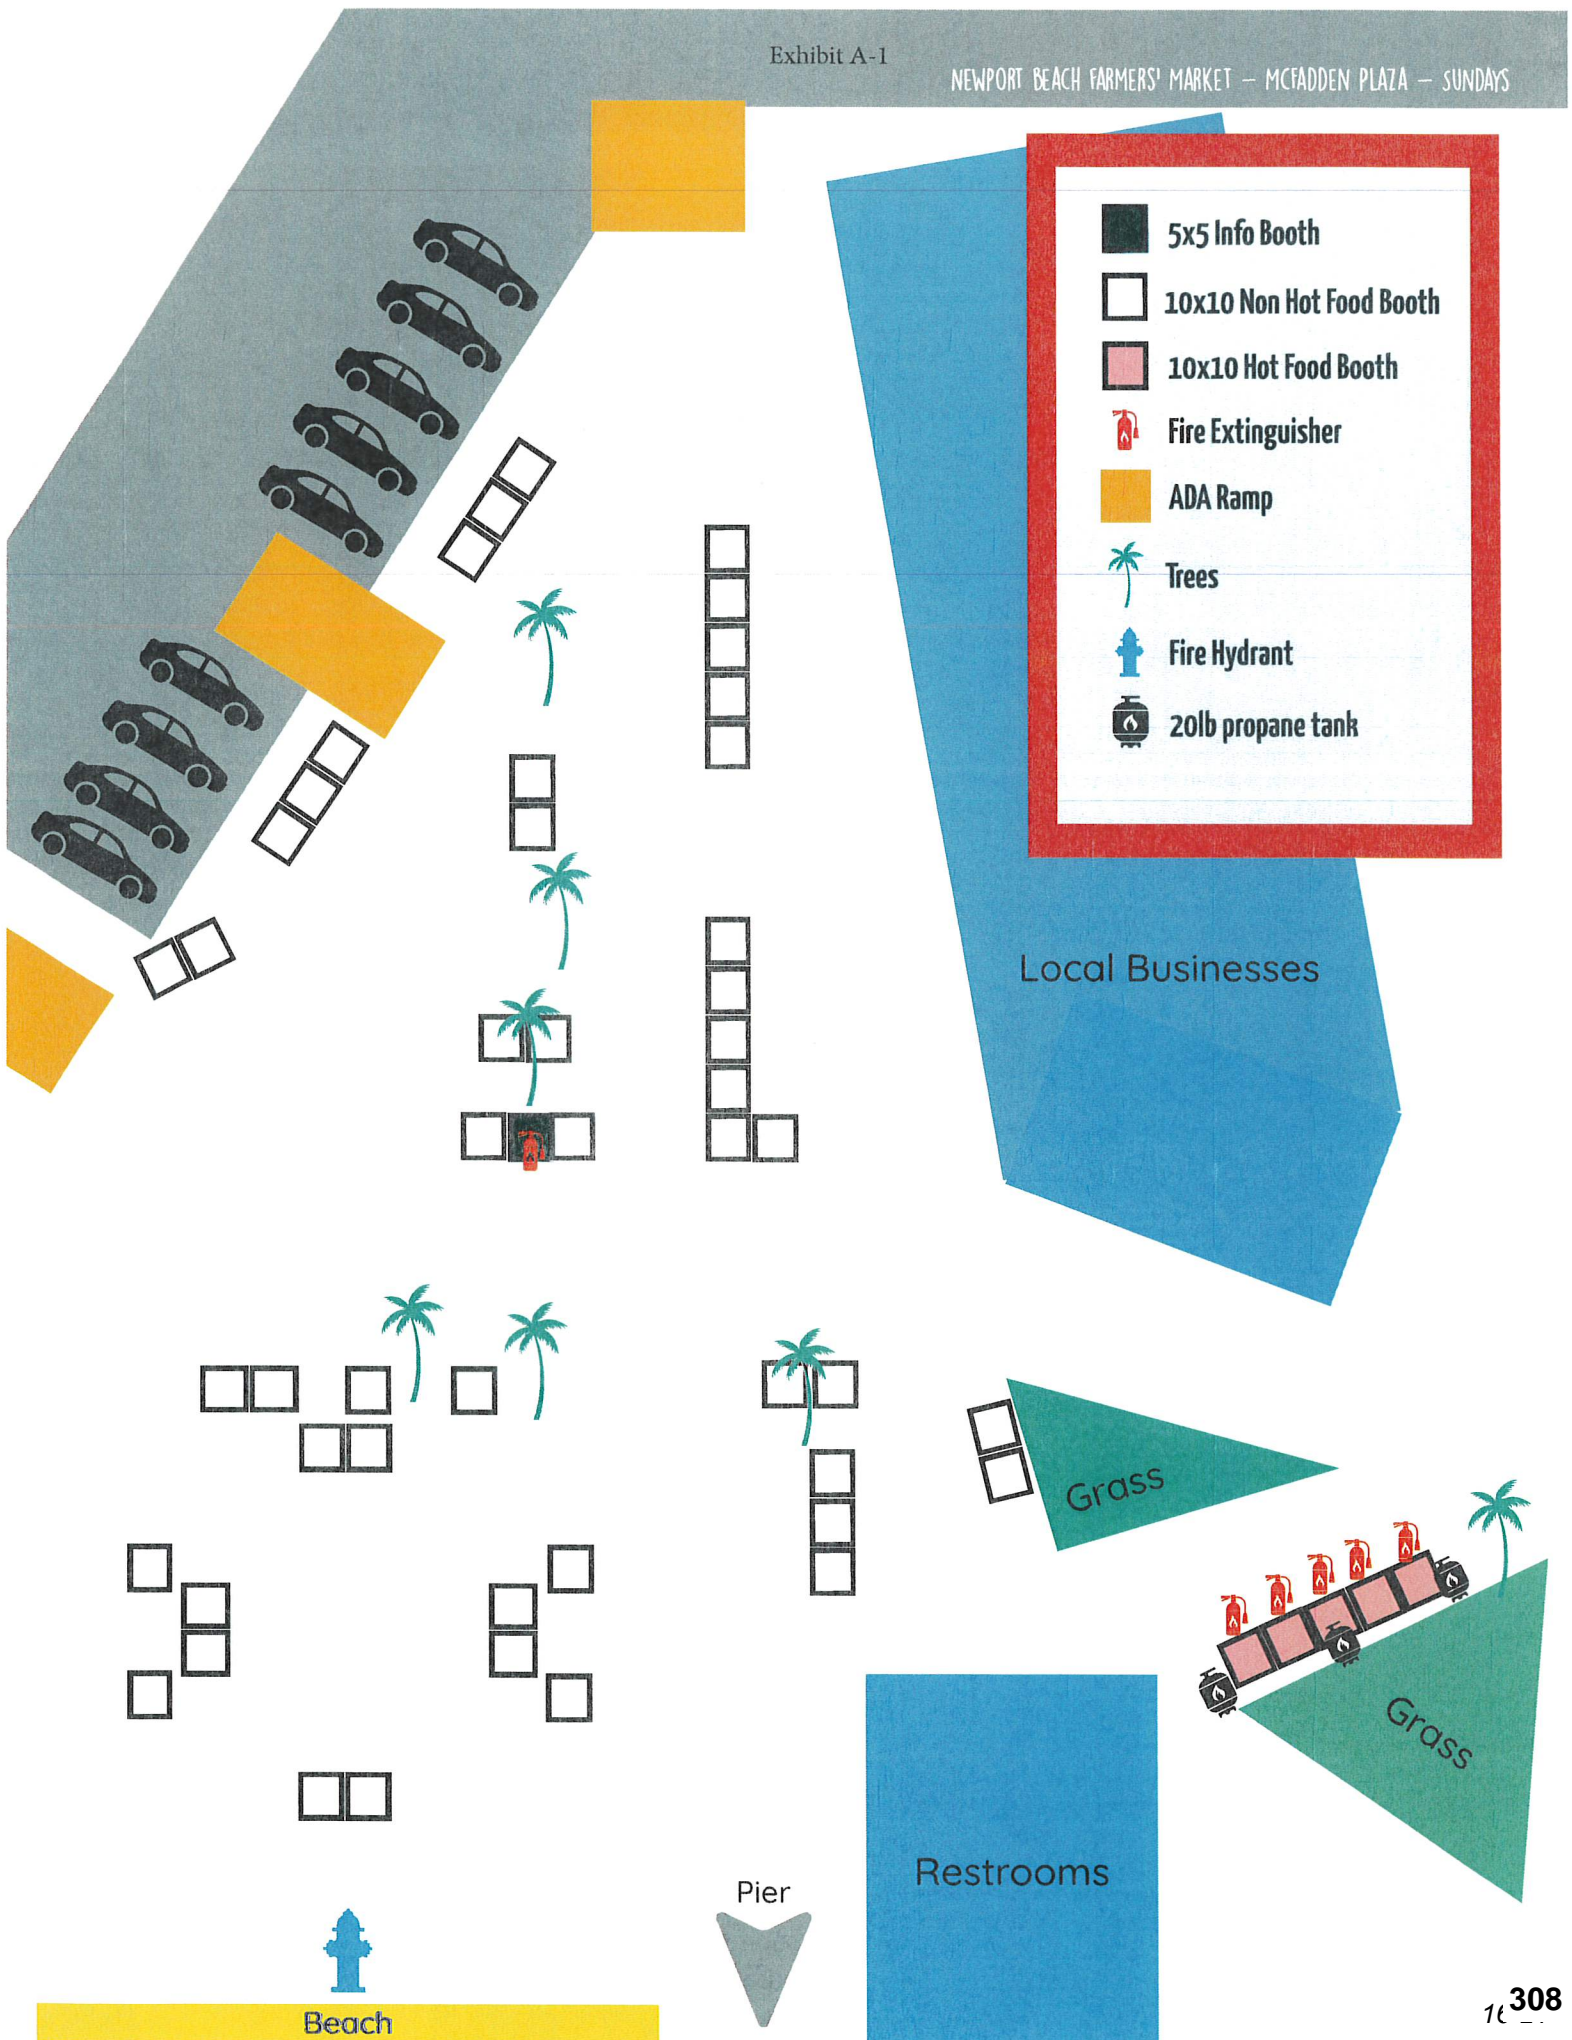 Exhibit A-1
NEWPORT BEACH FARMERS' MARKET – MCFADDEN PLAZA – SUNDAYS
5x5 Info Booth
10x10 Non Hot Food Booth
10x10 Hot Food Booth
Fire Extinguisher
ADA Ramp
Trees
Fire Hydrant
20lb propane tank
Local Businesses
Grass
Grass
Restrooms
Pier
Beach
308